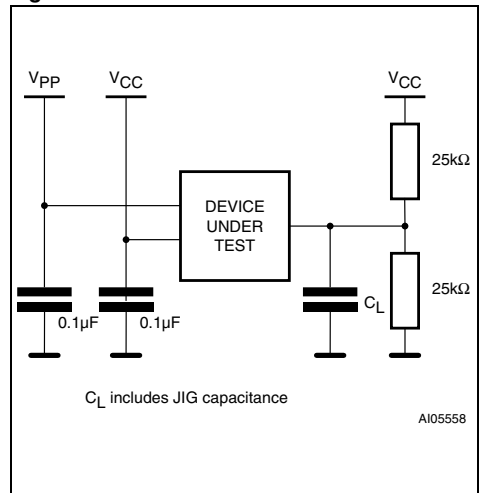 VPP
VCC
VCC
25kΩ
DEVICE
UNDER
TEST
25kΩ
CL
0.1µF
0.1µF
CL includes JIG capacitance
AI05558